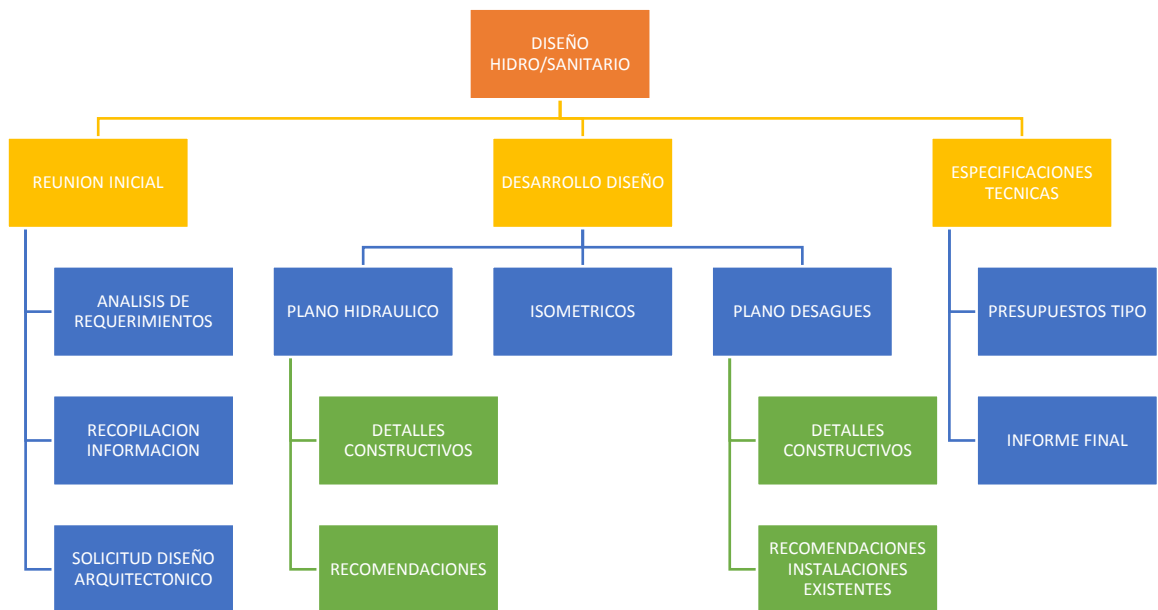 DISEÑO
HIDRO/SANITARIO
REUNION INICIAL
DESARROLLO DISEÑO
ESPECIFICACIONES
TECNICAS
ANALISIS DE
REQUERIMIENTOS
PLANO HIDRAULICO
ISOMETRICOS
PLANO DESAGUES
PRESUPUESTOS TIPO
RECOPILACION
INFORMACION
DETALLES
CONSTRUCTIVOS
DETALLES
CONSTRUCTIVOS
INFORME FINAL
SOLICITUD DISEÑO
ARQUITECTONICO
RECOMENDACIONES
RECOMENDACIONES
INSTALACIONES
EXISTENTES